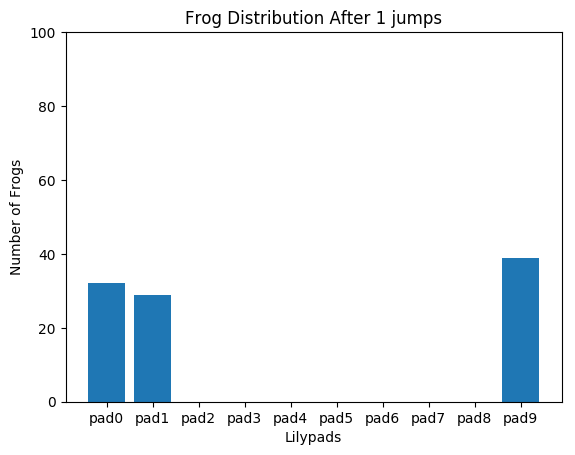 Frog Distribution After 1 jumps
100
80
60
40
20
0
Number of Frogs
pad0 pad1 pad2 pad3 pad4 pad5 pad6 pad7 pad8 pad9
Lilypads